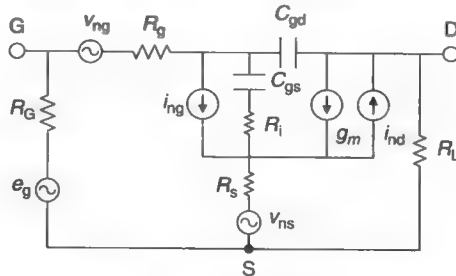 G
v_ng
R_g
C_gd
D
C_gs
i_ng
R_i
g_m
i_nd
R_G
R_L
R_s
e_g
v_ns
S